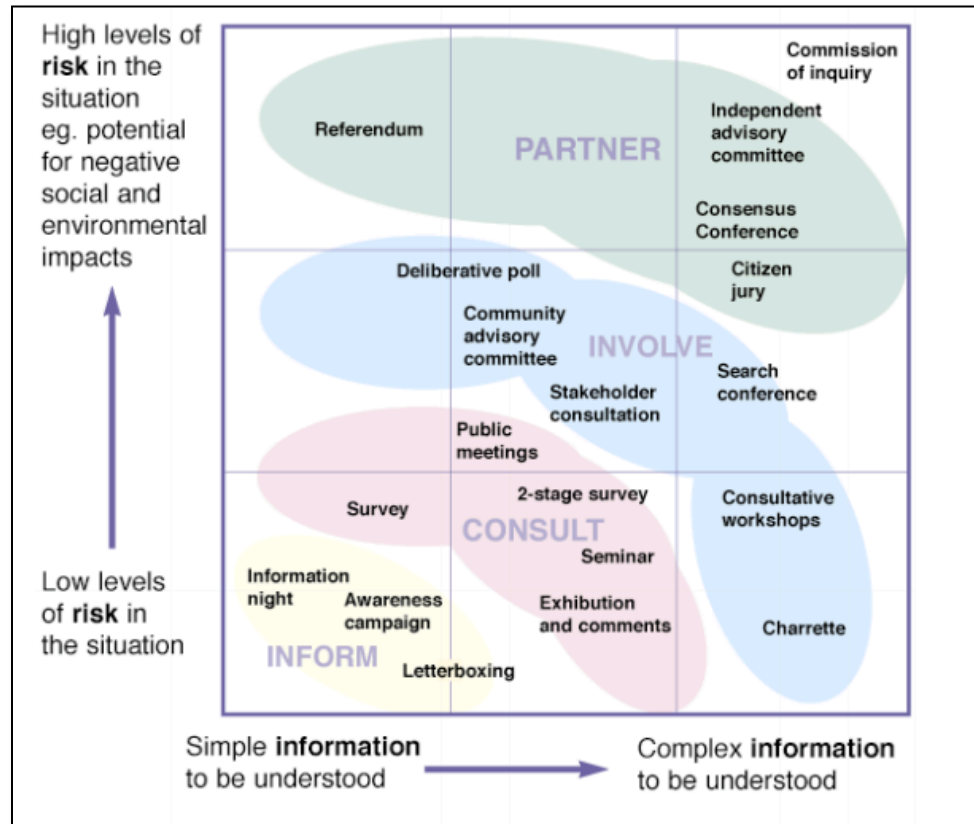 High levels of
risk in the
situation
eg. potential
for negative
social and
environmental
impacts
Low levels
of risk in
the situation
Commission
of inquiry
Referendum
PARTNER
Independent
advisory
committee
Consensus
Conference
Citizen
jury
Deliberative poll
Community
advisory
committee
INVOLVE
Search
conference
Stakeholder
consultation
Public
meetings
Survey
2-stage survey
CONSULT
Seminar
Consultative
workshops
Information
night
Awareness
campaign
Exhibution
and comments
INFORM
Letterboxing
Charrette
Simple information
to be understood
Complex information
to be understood